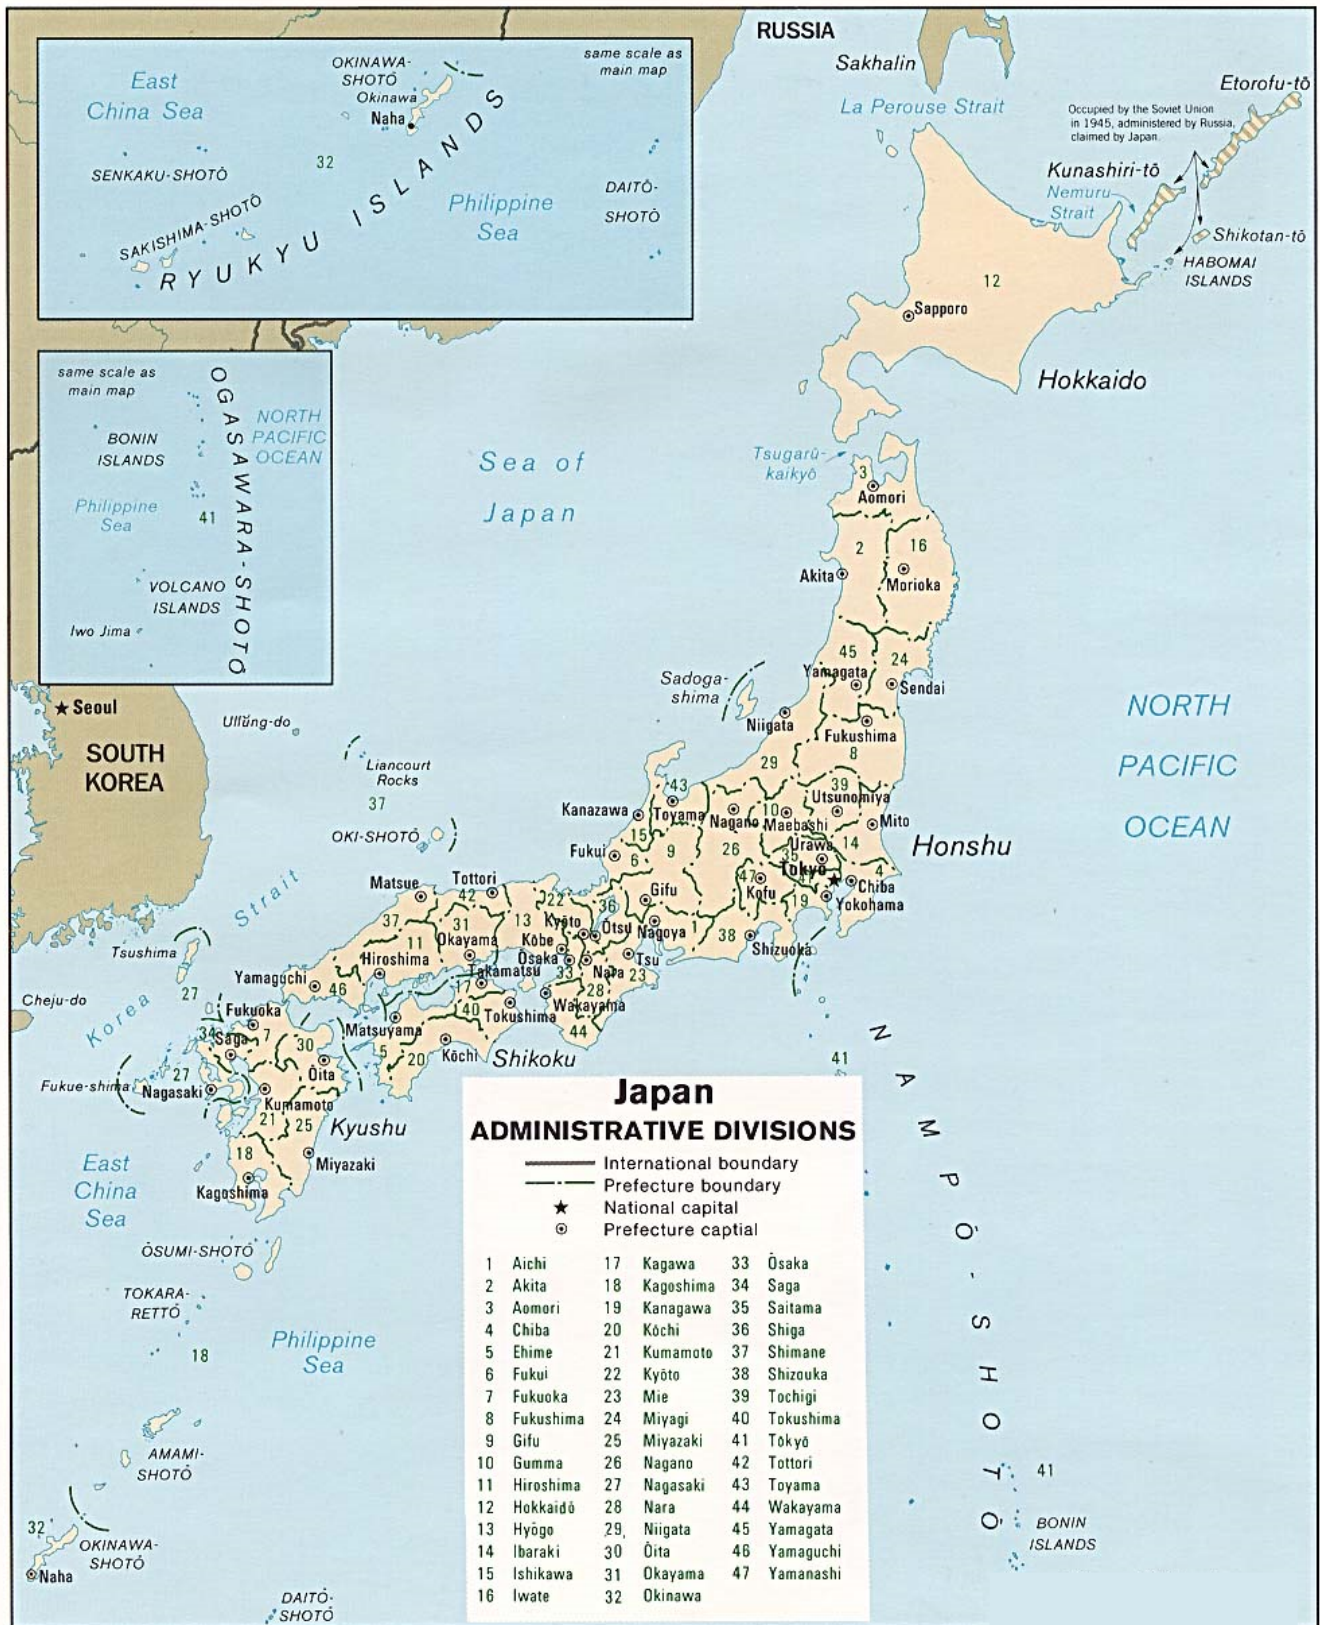 RUSSIA
Sakhalin
La Perouse Strait
Etorofu-tō
Occupied by the Soviet Union
in 1945, administered by Russia,
claimed by Japan.
Kunashiri-tō
Nemuru
Strait
Shikotan-tō
HABOMAI
ISLANDS
East
China Sea
OKINAWA-
SHOTŌ
Okinawa
Naha
same scale as
main map
SENKAKU-SHOTŌ
32
SAKISHIMA-SHOTŌ
RYUKYU ISLANDS
Philippine
Sea
DAITŌ-
SHOTŌ
12
Sapporo
Hokkaido
same scale as
main map
OGASAWARA-SHOTŌ
NORTH
PACIFIC
OCEAN
BONIN
ISLANDS
Philippine
Sea
41
VOLCANO
ISLANDS
Iwo Jima
Sea of
Japan
Tsugarū-
kaikyō
3
Aomori
2
16
Akita
Morioka
45
24
Yamagata
Sendai
Sadoga-
shima
Niigata
Fukushima
8
29
NORTH
PACIFIC
OCEAN
Seoul
SOUTH
KOREA
Ullŭng-do
Liancourt
Rocks
37
OKI-SHOTŌ
43
39
Utsunomiya
Kanazawa
Toyama
Nagano
10
Maebashi
Mito
15
Fukui
6
9
26
Urawa
14
35
Tōkyō
Honshu
4
47
41
Kofu
Chiba
19
Yokohama
Matsue
Tottori
42
22
36
Gifu
37
11
31
13
Kyōto
Ōtsu
Nagoya
1
38
Shizuoka
Okayama
Kōbe
Ōsaka
Tsu
Hiroshima
Takamatsu
33
Nara
23
28
Yamaguchi
46
17
Wakayama
40
Tokushima
44
Matsuyama
5
20
Kōchi
Shikoku
Korea Strait
Tsushima
27
Cheju-do
Fukuoka
34
Saga
7
30
Ōita
Fukue-shima
27
Nagasaki
Kumamoto
21
25
Kyushu
18
Miyazaki
Kagoshima
East
China
Sea
ŌSUMI-SHOTŌ
TOKARA-
RETTŌ
18
Philippine
Sea
AMAMI-
SHOTŌ
32
OKINAWA-
SHOTŌ
Naha
DAITŌ-
SHOTŌ
41
NAMPŌ-SHOTŌ
41
BONIN
ISLANDS
Japan
ADMINISTRATIVE DIVISIONS
International boundary
Prefecture boundary
National capital
Prefecture captial
1 Aichi 17 Kagawa 33 Ōsaka
2 Akita 18 Kagoshima 34 Saga
3 Aomori 19 Kanagawa 35 Saitama
4 Chiba 20 Kōchi 36 Shiga
5 Ehime 21 Kumamoto 37 Shimane
6 Fukui 22 Kyōto 38 Shizouka
7 Fukuoka 23 Mie 39 Tochigi
8 Fukushima 24 Miyagi 40 Tokushima
9 Gifu 25 Miyazaki 41 Tōkyō
10 Gumma 26 Nagano 42 Tottori
11 Hiroshima 27 Nagasaki 43 Toyama
12 Hokkaidō 28 Nara 44 Wakayama
13 Hyōgo 29 Niigata 45 Yamagata
14 Ibaraki 30 Ōita 46 Yamaguchi
15 Ishikawa 31 Okayama 47 Yamanashi
16 Iwate 32 Okinawa